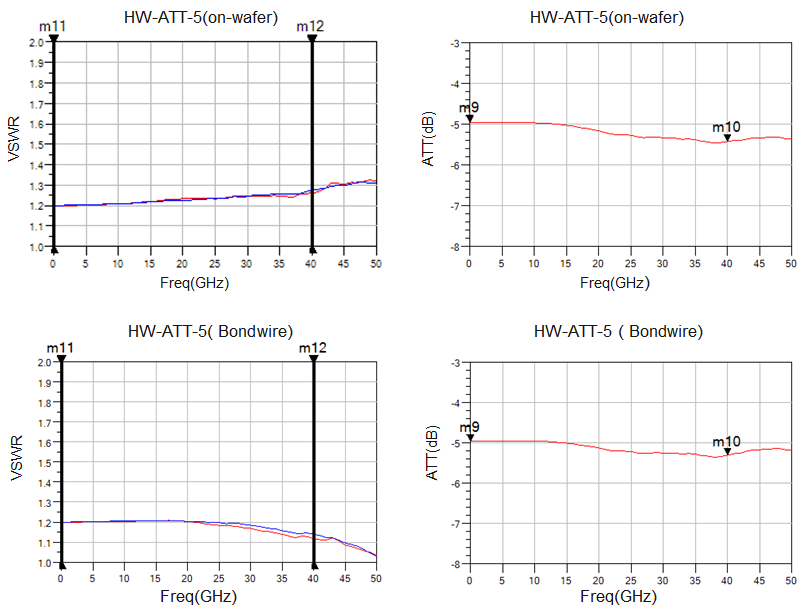 HW-ATT-5(on-wafer)
m11
m12
2.0
1.9
1.8
1.7
1.6
1.5
1.4
1.3
1.2
1.1
1.0
VSWR
0 5 10 15 20 25 30 35 40 45 50
Freq(GHz)
HW-ATT-5(on-wafer)
-3
-4
-5
-6
-7
-8
m9
m10
ATT(dB)
0 5 10 15 20 25 30 35 40 45 50
Freq(GHz)
HW-ATT-5( Bondwire)
m11
m12
2.0
1.9
1.8
1.7
1.6
1.5
1.4
1.3
1.2
1.1
1.0
VSWR
0 5 10 15 20 25 30 35 40 45 50
Freq(GHz)
HW-ATT-5 ( Bondwire)
-3
-4
-5
-6
-7
-8
m9
m10
ATT(dB)
0 5 10 15 20 25 30 35 40 45 50
Freq(GHz)